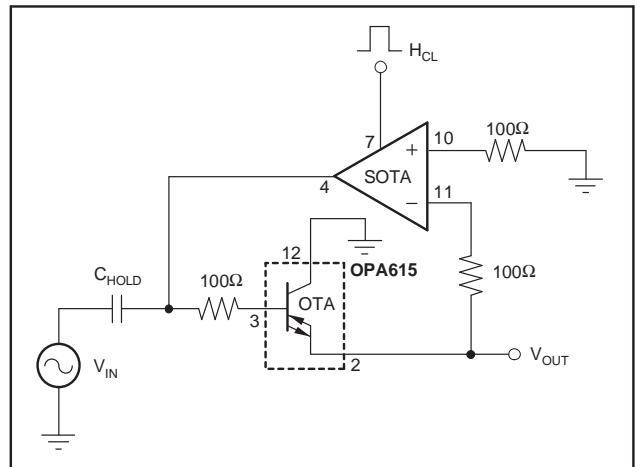 H_CL
7
10
100Ω
+
SOTA
4
−
11
12
OPA615
C_HOLD
100Ω
OTA
100Ω
3
V_IN
2
V_OUT